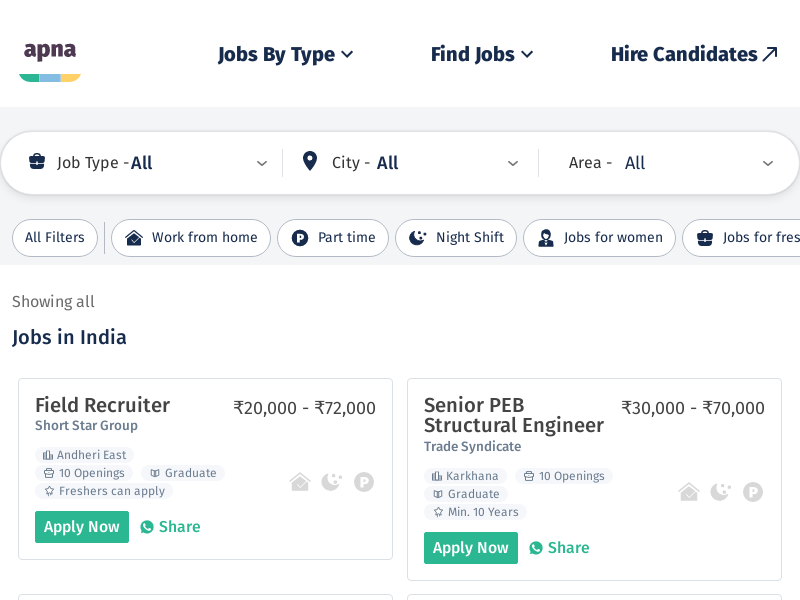 apna
Jobs By Type
Find Jobs
Hire Candidates
Job Type - All
City - All
Area - All
All Filters
Work from home
Part time
Night Shift
Jobs for women
Jobs for fres
Showing all
Jobs in India
Field Recruiter
₹20,000 - ₹72,000
Short Star Group
Andheri East
10 Openings
Graduate
Freshers can apply
Apply Now
Share
Senior PEB
Structural Engineer
₹30,000 - ₹70,000
Trade Syndicate
Karkhana
10 Openings
Graduate
Min. 10 Years
Apply Now
Share